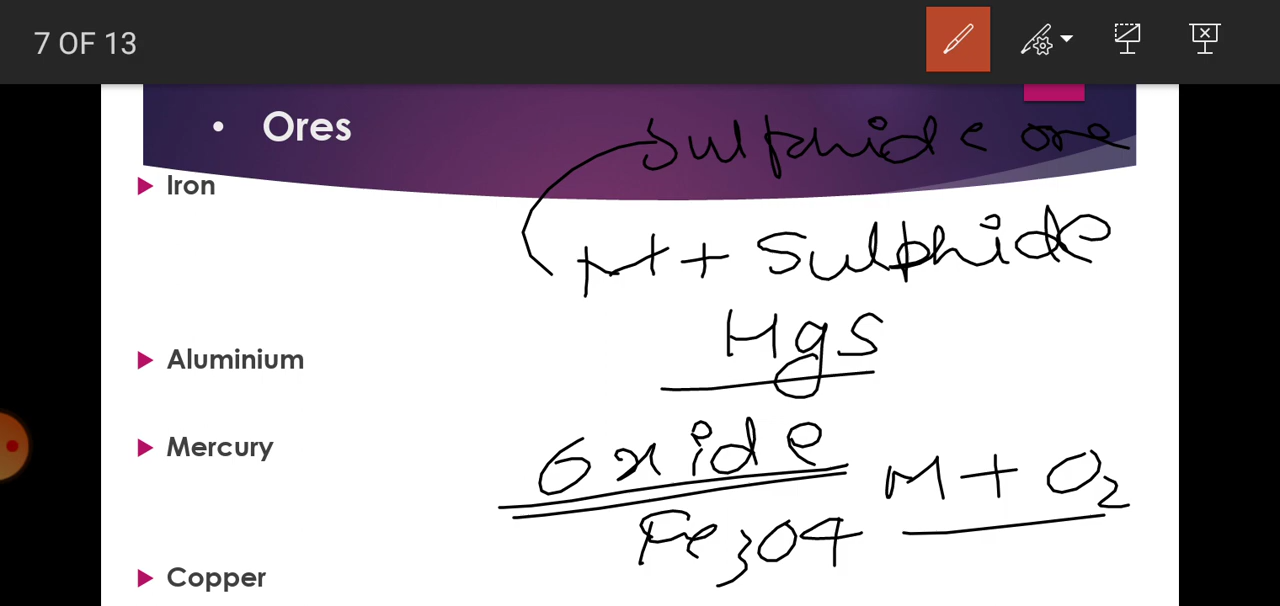 7 OF 13
• Ores
Sulphide ore
Iron
M + Sulphide
HgS
Aluminium
Mercury
Oxide M + O2
Fe3O4
Copper